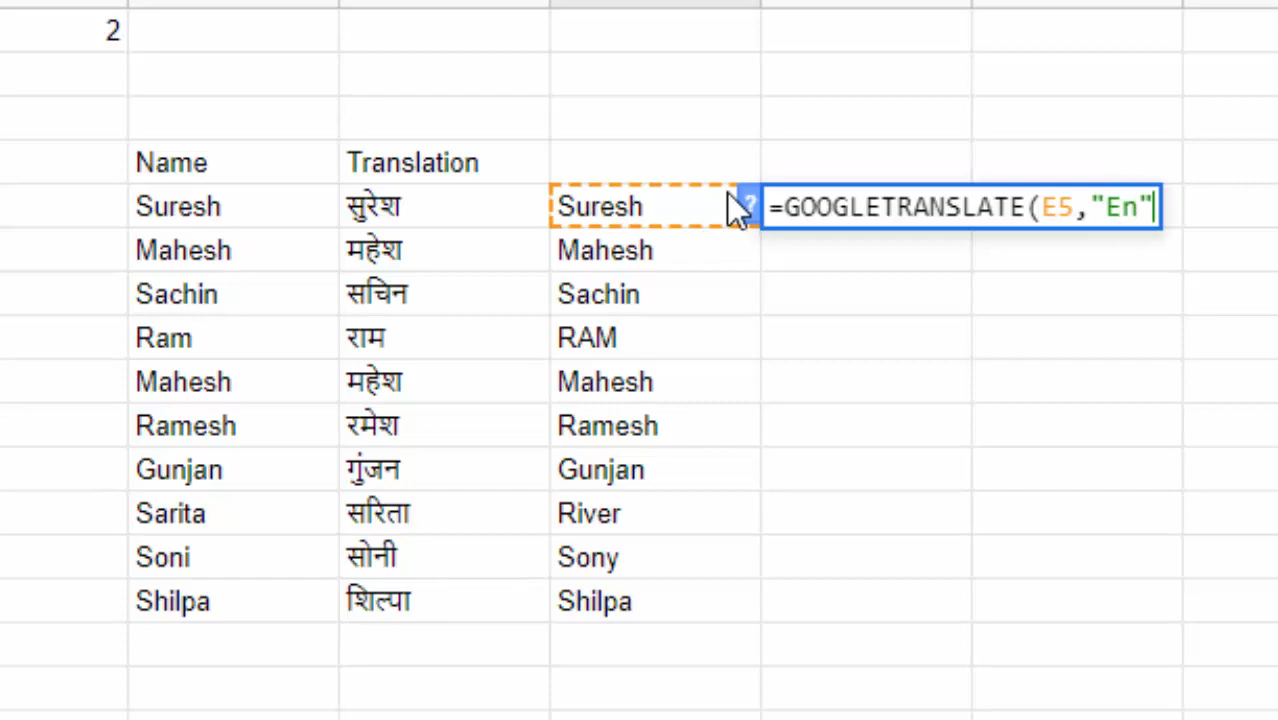 2
Name Translation
Suresh सुरेश Suresh ? =GOOGLETRANSLATE(E5,"En"
Mahesh महेश Mahesh
Sachin सचिन Sachin
Ram राम RAM
Mahesh महेश Mahesh
Ramesh रमेश Ramesh
Gunjan गुंजन Gunjan
Sarita सरिता River
Soni सोनी Sony
Shilpa शिल्पा Shilpa